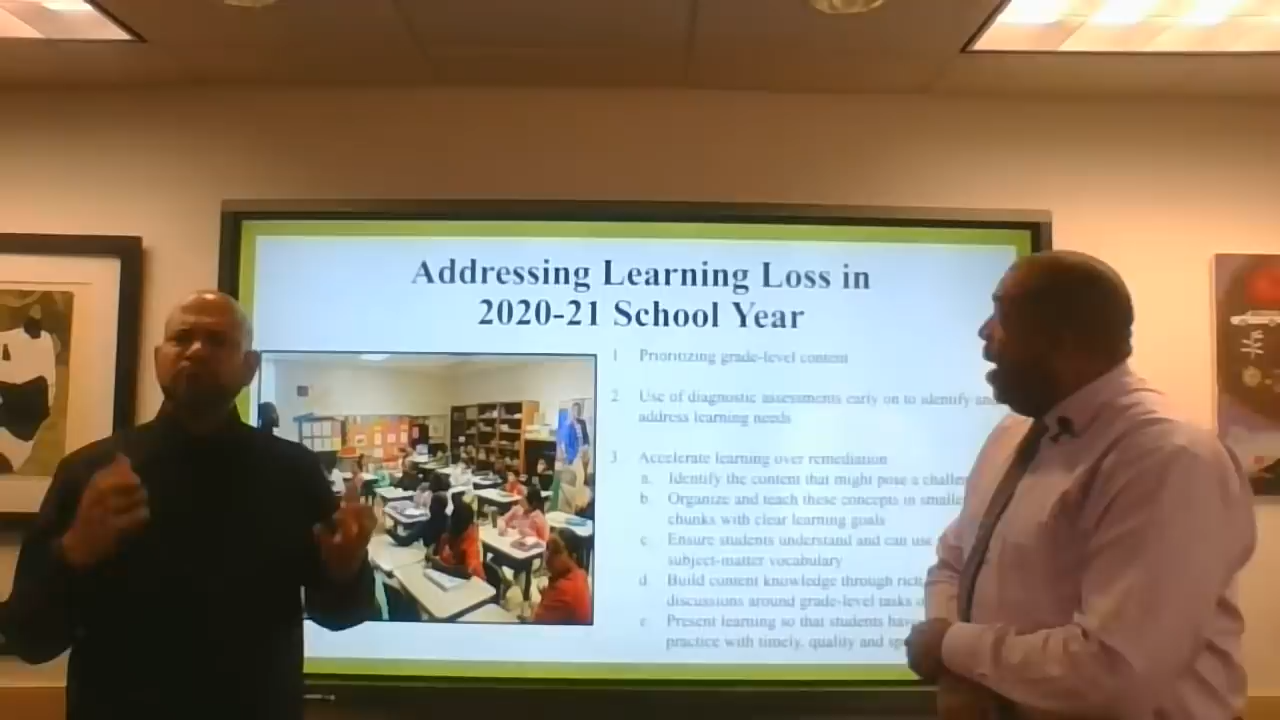 Addressing Learning Loss in
2020-21 School Year
1 Prioritizing grade-level content
2 Use of diagnostic assessments early on to identify and
address learning needs
3 Accelerate learning over remediation
a. Identify the content that might pose a
b. Organize and teach these concepts in
chunks with clear learning goals
c. Ensure students understand and can use
subject-matter vocabulary
d. Build content knowledge through rich
discussions around grade-level tasks
e. Present learning so that students
practice with timely, quality and